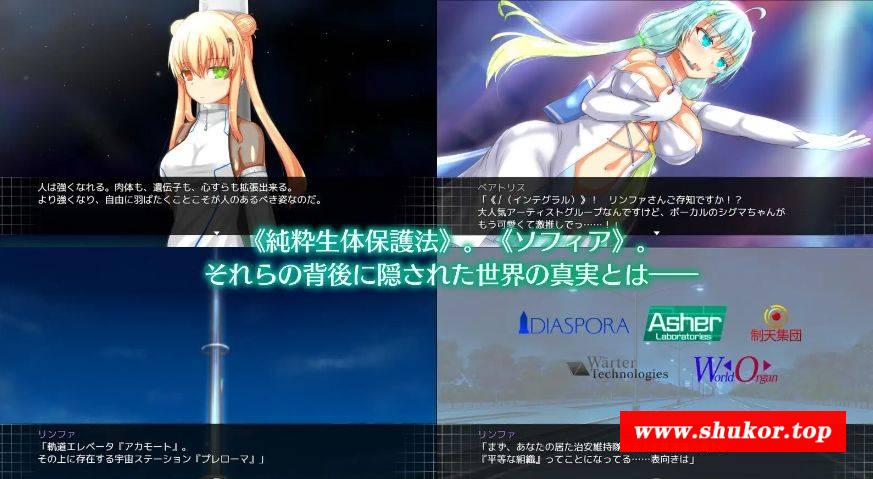 人は強くなれる。肉体も、遺伝子も、心すらも拡張出来る。
より強くなり、自由に羽ばたくことこそが人のあるべき姿なのだ。
ベアトリス
「《∫(インテグラル)》!　リンファさんご存知ですか!?
大人気アーティストグループなんですけど、ボーカルのシグマちゃんが
もう可愛くて激推しでっ……!」
《純粋生体保護法》。《ソフィア》。
それらの背後に隠された世界の真実とは――
リンファ
「軌道エレベータ『アカモート』。
その上に存在する宇宙ステーション『プレローマ』」
DIASPORA
Asher
Laboratories
制天集団
Wärter
Technologies
World Organ
リンファ
「まず、あなたの居た治安維持隊
『平等な組織』ってことになってる……表向きは」
www.shukor.top